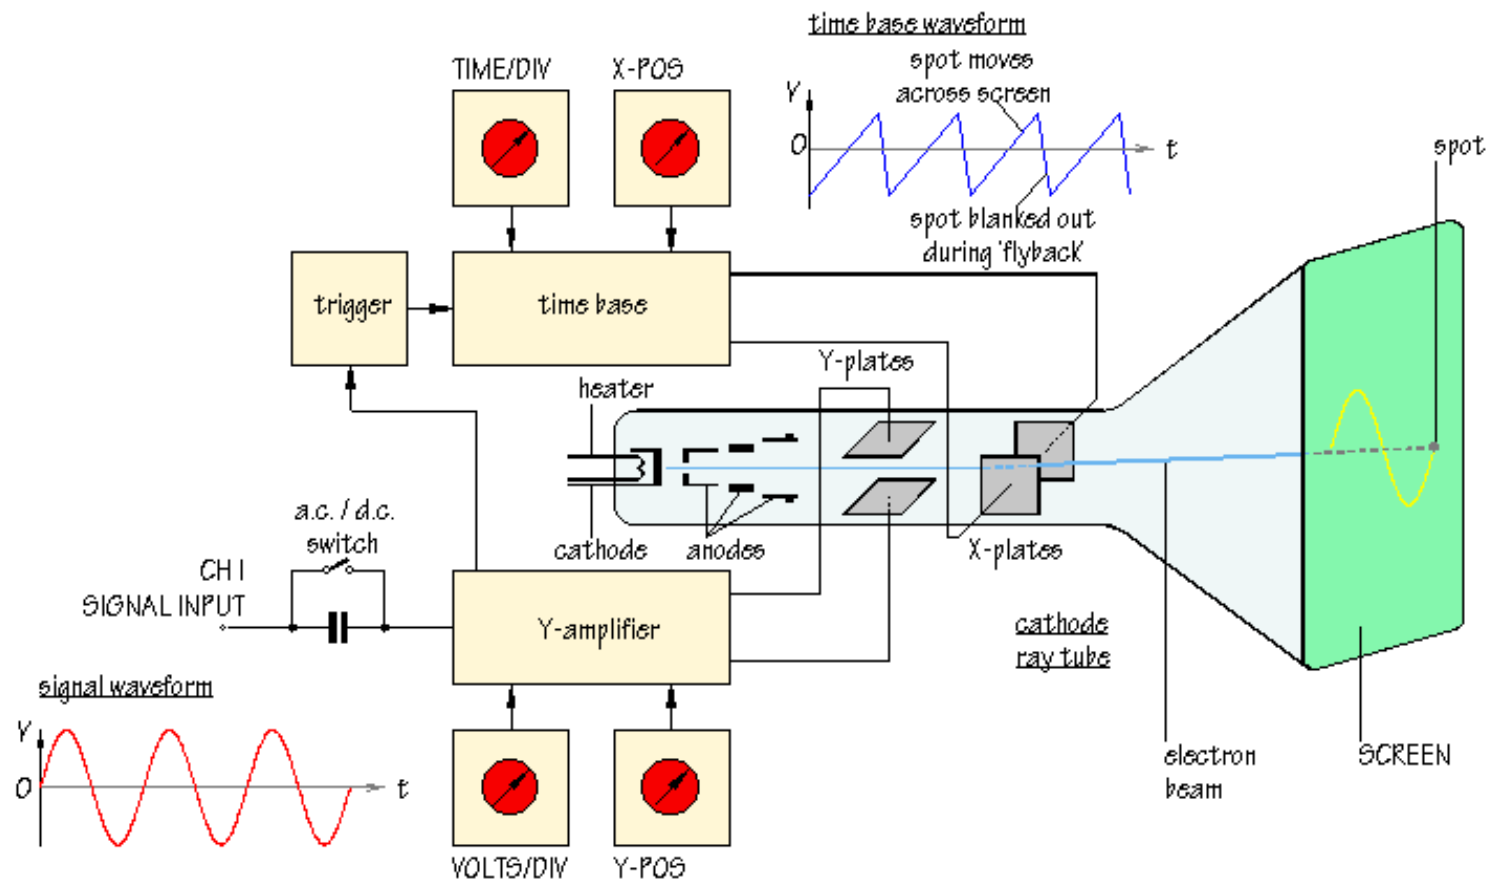 time base waveform
TIME/DIV
X-POS
spot moves
across screen
V
0
t
spot
spot blanked out
during 'flyback'
trigger
time base
Y-plates
heater
a.c. / d.c.
switch
cathode
anodes
X-plates
CH I
SIGNAL INPUT
Y-amplifier
cathode
ray tube
signal waveform
V
0
t
electron
beam
SCREEN
VOLTS/DIV
Y-POS